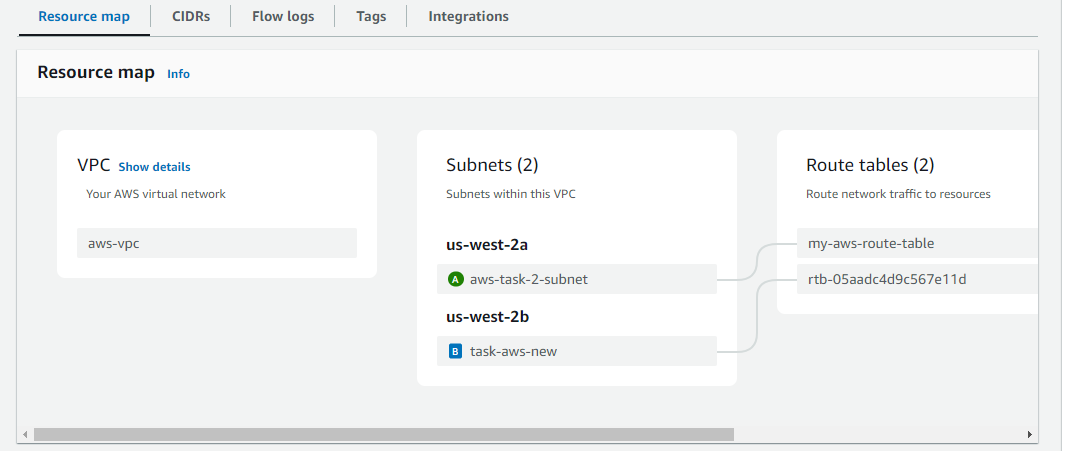 Resource map CIDRs Flow logs Tags Integrations
Resource map Info
VPC Show details
Your AWS virtual network
aws-vpc
Subnets (2)
Subnets within this VPC
us-west-2a
A aws-task-2-subnet
us-west-2b
B task-aws-new
Route tables (2)
Route network traffic to resources
my-aws-route-table
rtb-05aadc4d9c567e11d